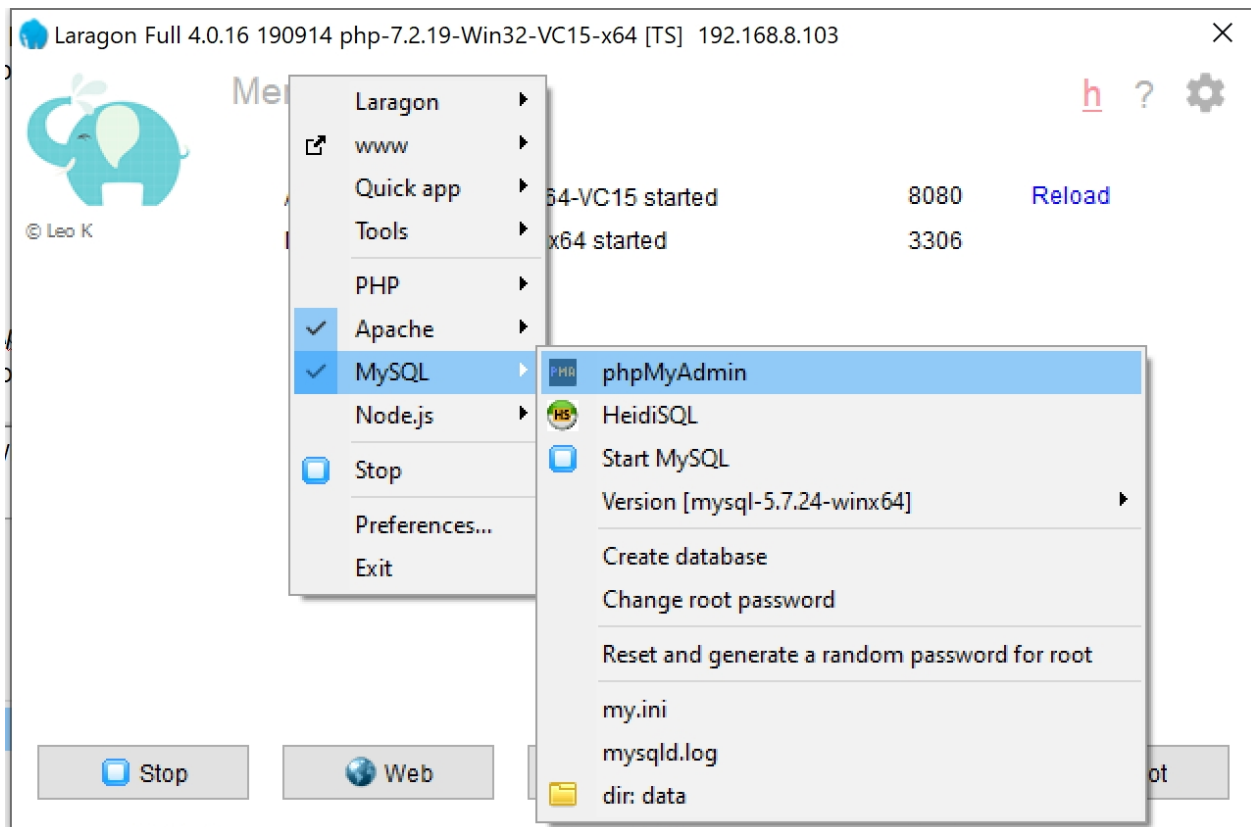 Laragon Full 4.0.16 190914 php-7.2.19-Win32-VC15-x64 [TS] 192.168.8.103
h ?
© Leo K
64-VC15 started 8080 Reload
x64 started 3306
Laragon
www
Quick app
Tools
PHP
Apache
MySQL
Node.js
Stop
Preferences...
Exit
PMA phpMyAdmin
HS HeidiSQL
Start MySQL
Version [mysql-5.7.24-winx64]
Create database
Change root password
Reset and generate a random password for root
my.ini
mysqld.log
dir: data
Stop
Web